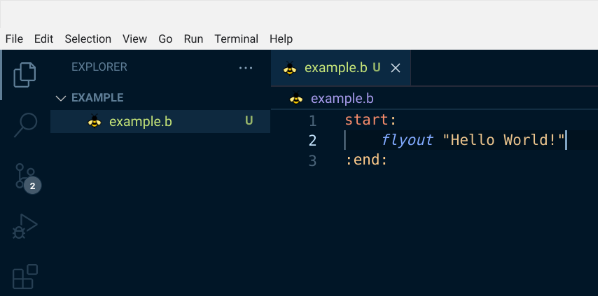 File Edit Selection View Go Run Terminal Help
EXPLORER ...
example.b U
EXAMPLE
example.b U
example.b
1 start:
2 flyout "Hello World!"
3 :end:
2